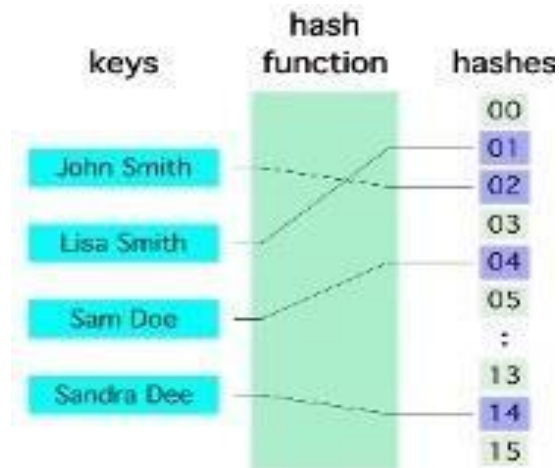 keys
hash
function
hashes
John Smith
Lisa Smith
Sam Doe
Sandra Dee
00
01
02
03
04
05
:
13
14
15